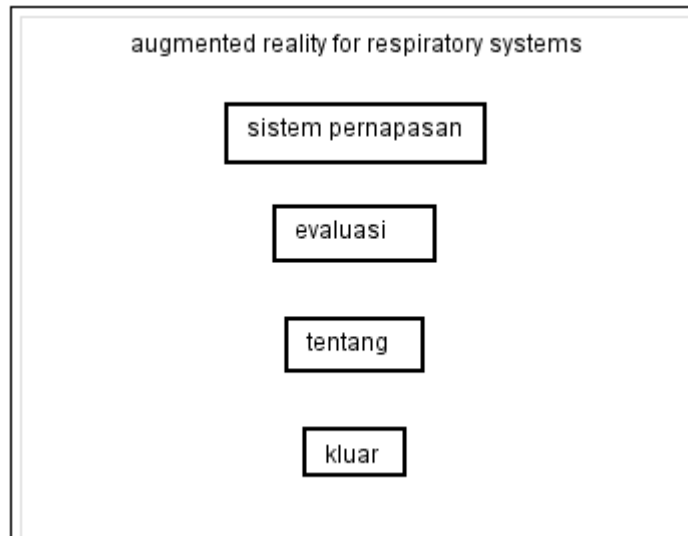 augmented reality for respiratory systems
sistem pernapasan
evaluasi
tentang
kluar